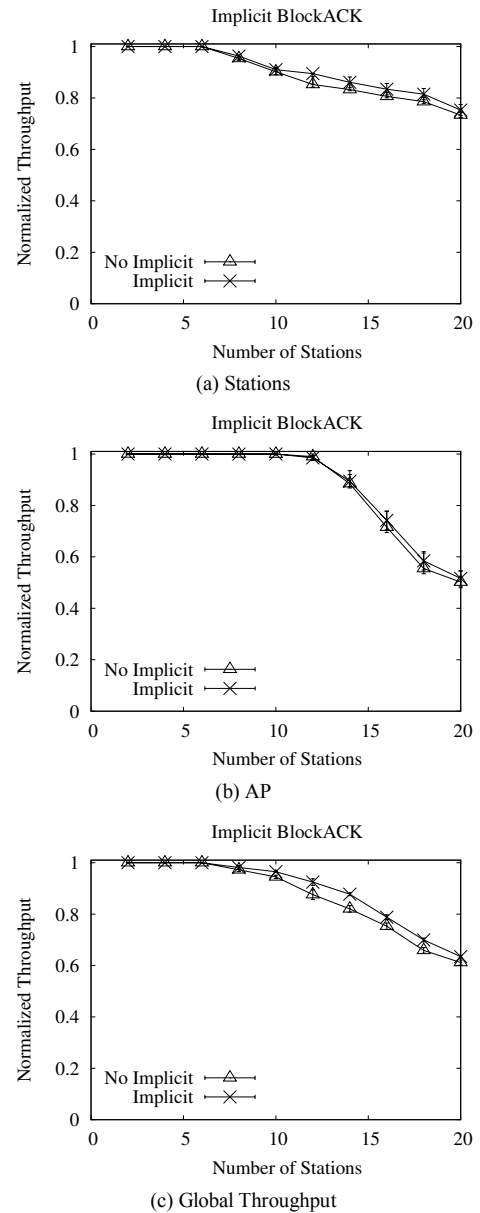 Implicit BlockACK
1
0.8
0.6
0.4
0.2
0
Normalized Throughput
No Implicit
Implicit
0 5 10 15 20
Number of Stations
(a) Stations
Implicit BlockACK
1
0.8
0.6
0.4
0.2
0
Normalized Throughput
No Implicit
Implicit
0 5 10 15 20
Number of Stations
(b) AP
Implicit BlockACK
1
0.8
0.6
0.4
0.2
0
Normalized Throughput
No Implicit
Implicit
0 5 10 15 20
Number of Stations
(c) Global Throughput